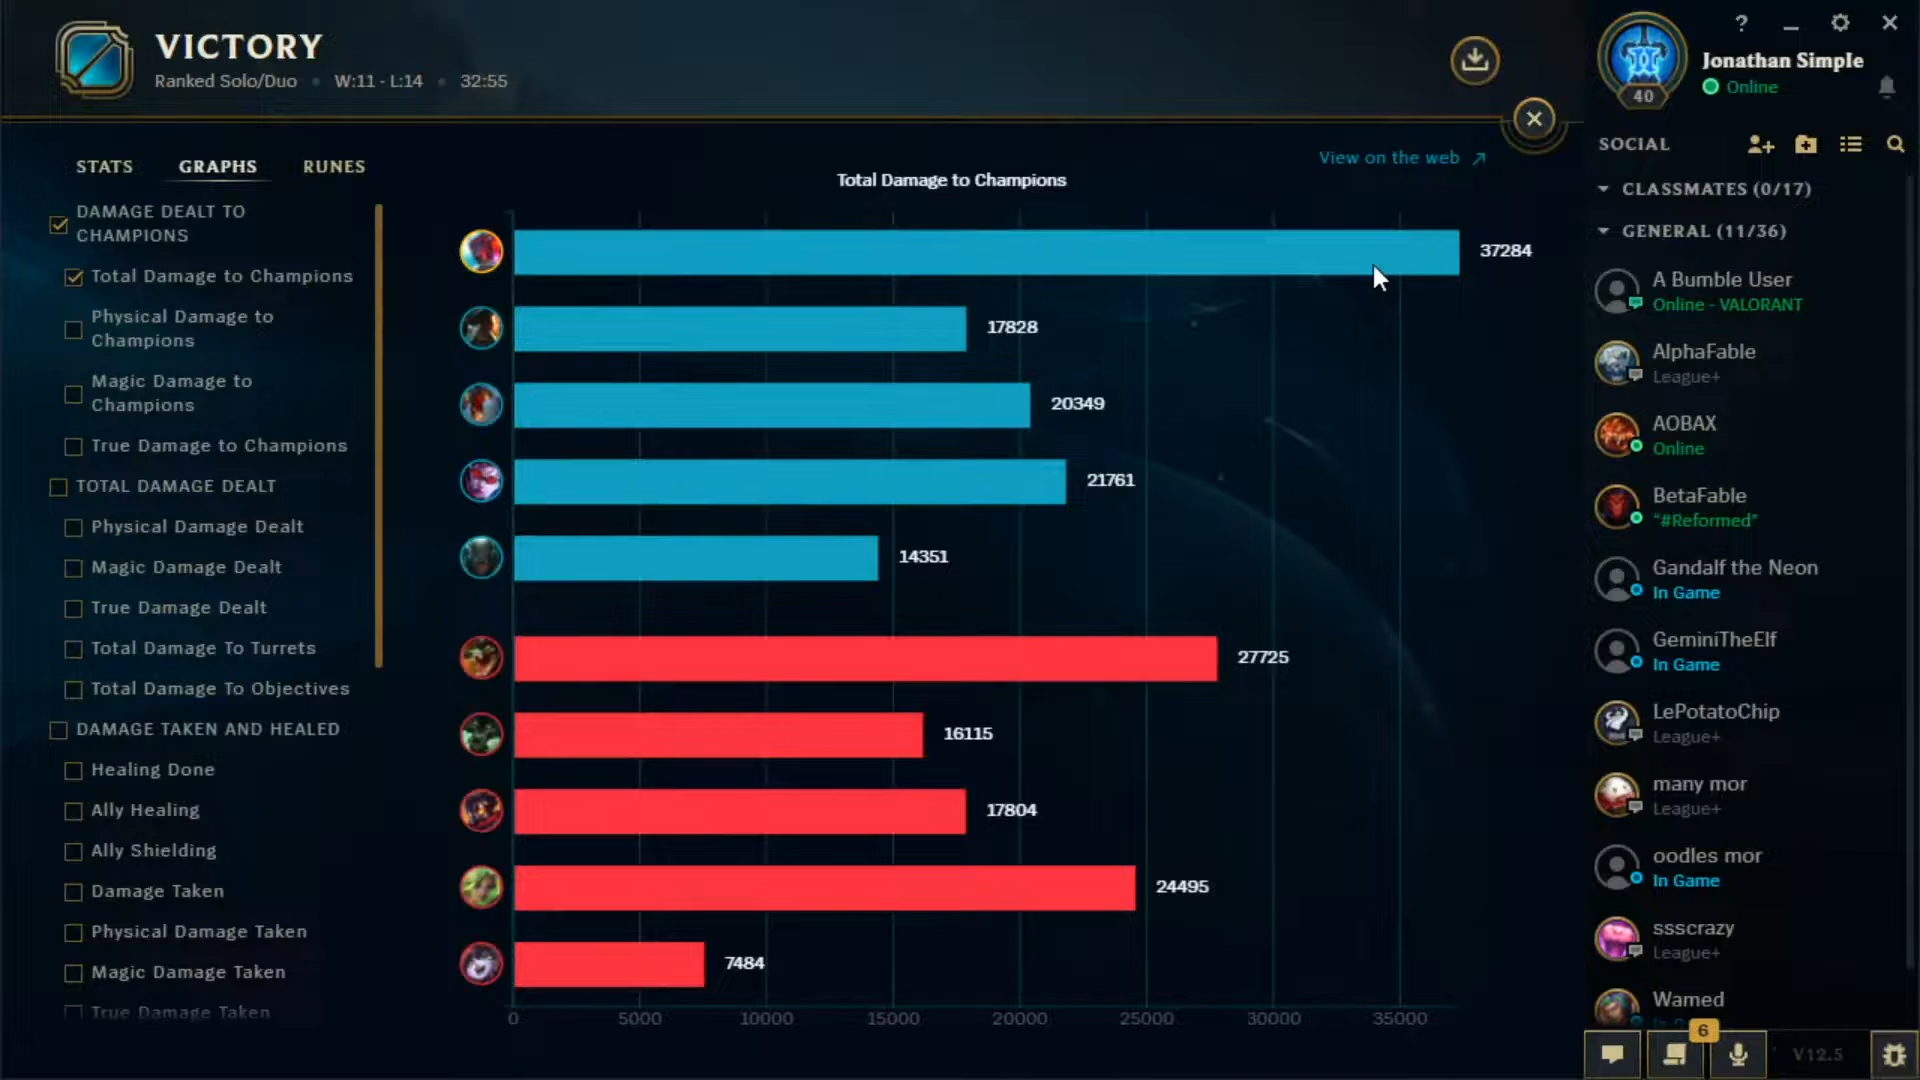 VICTORY
Ranked Solo/Duo • W:11 - L:14 • 32:55
?
Jonathan Simple
Online
40
STATS
GRAPHS
RUNES
View on the web
Total Damage to Champions
DAMAGE DEALT TO
CHAMPIONS
Total Damage to Champions
Physical Damage to
Champions
Magic Damage to
Champions
True Damage to Champions
TOTAL DAMAGE DEALT
Physical Damage Dealt
Magic Damage Dealt
True Damage Dealt
Total Damage To Turrets
Total Damage To Objectives
DAMAGE TAKEN AND HEALED
Healing Done
Ally Healing
Ally Shielding
Damage Taken
Physical Damage Taken
Magic Damage Taken
True Damage Taken
37284
17828
20349
21761
14351
27725
16115
17804
24495
7484
0 5000 10000 15000 20000 25000 30000 35000
SOCIAL
CLASSMATES (0/17)
GENERAL (11/36)
A Bumble User
Online - VALORANT
AlphaFable
League+
AOBAX
Online
BetaFable
"#Reformed"
Gandalf the Neon
In Game
GeminiTheElf
In Game
LePotatoChip
League+
many mor
League+
oodles mor
In Game
ssscrazy
League+
Wamed
6
V12.5